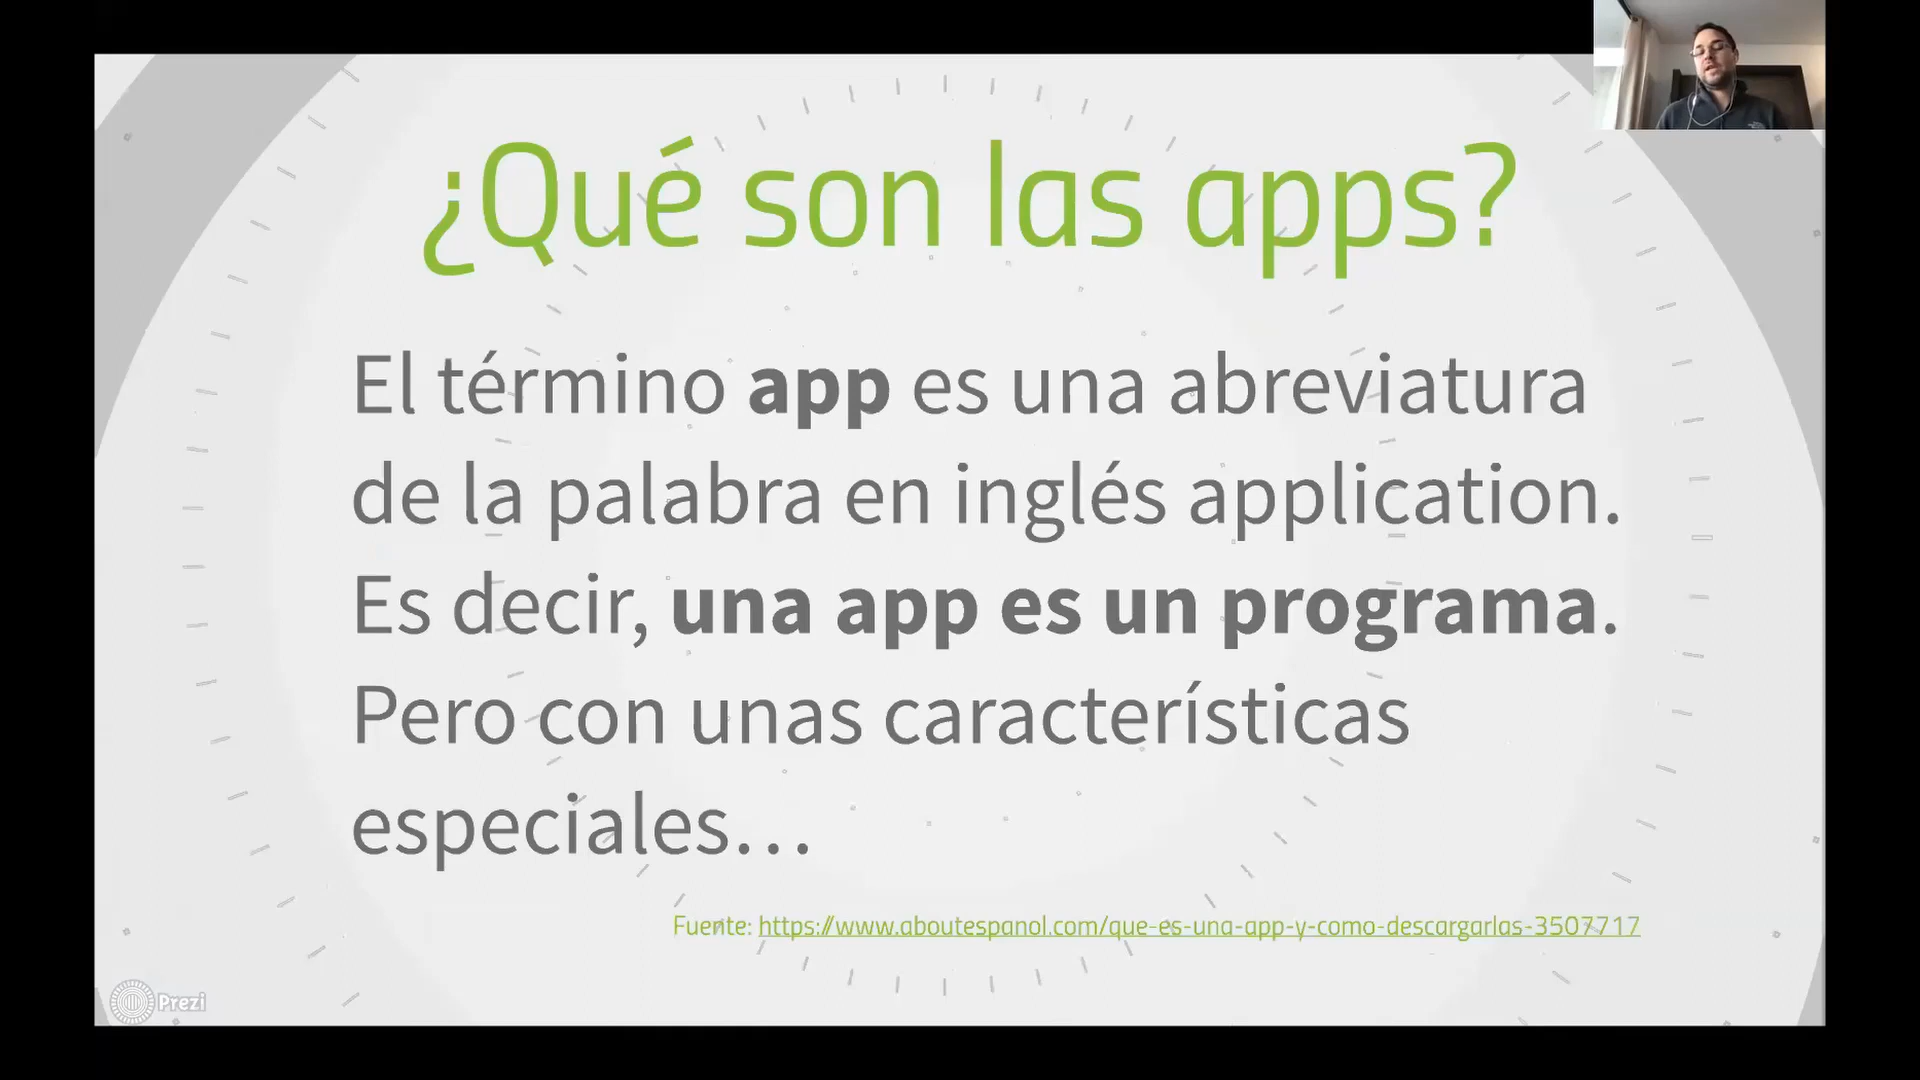 ¿Qué son las apps?
El término app es una abreviatura
de la palabra en inglés application.
Es decir, una app es un programa.
Pero con unas características
especiales...
Fuente: https://www.aboutespanol.com/que-es-una-app-y-como-descargarlas-3507717
Prezi